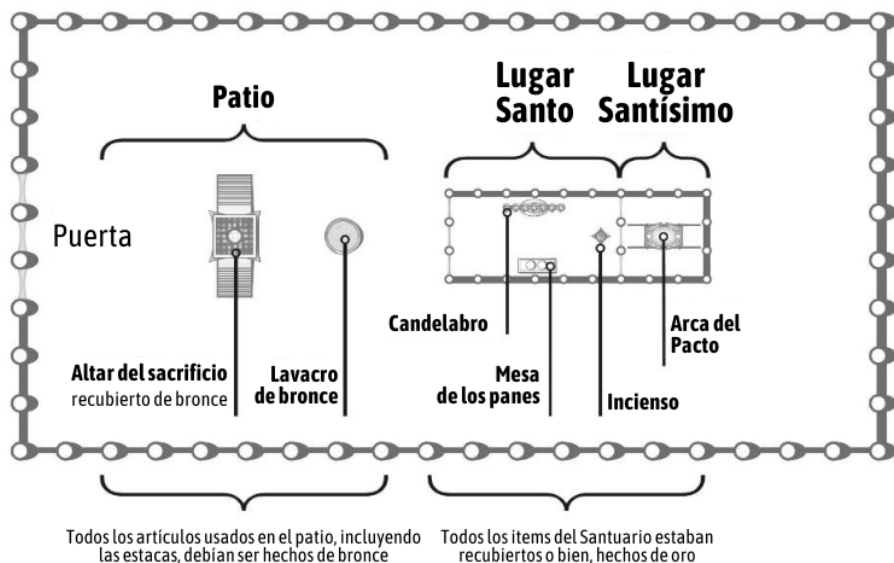 Patio
Lugar
Santo
Lugar
Santísimo
Puerta
Altar del sacrificio
recubierto de bronce
Lavacro
de bronce
Candelabro
Mesa
de los panes
Incienso
Arca del
Pacto
Todos los artículos usados en el patio, incluyendo
las estacas, debían ser hechos de bronce
Todos los items del Santuario estaban
recubiertos o bien, hechos de oro